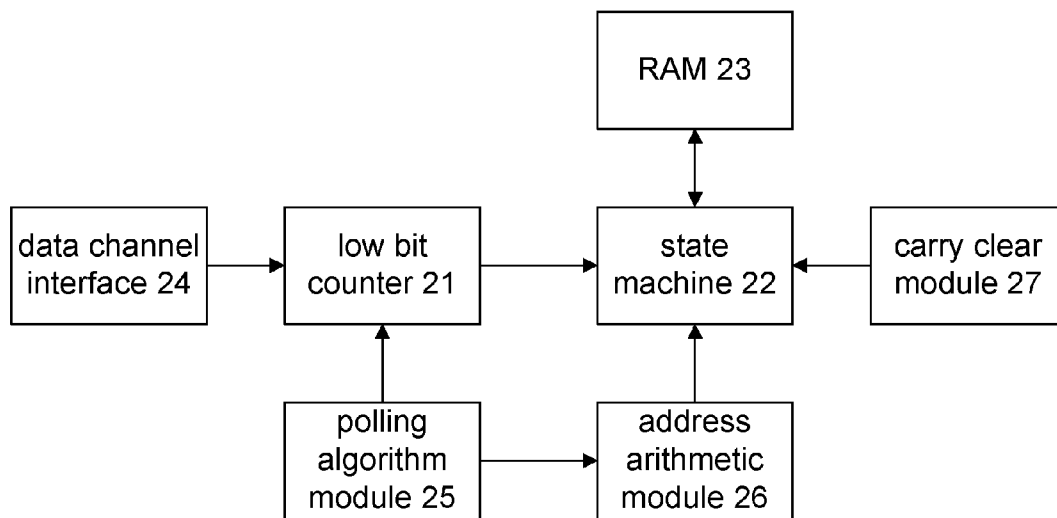 RAM 23
data channel
interface 24
low bit
counter 21
state
machine 22
carry clear
module 27
polling
algorithm
module 25
address
arithmetic
module 26